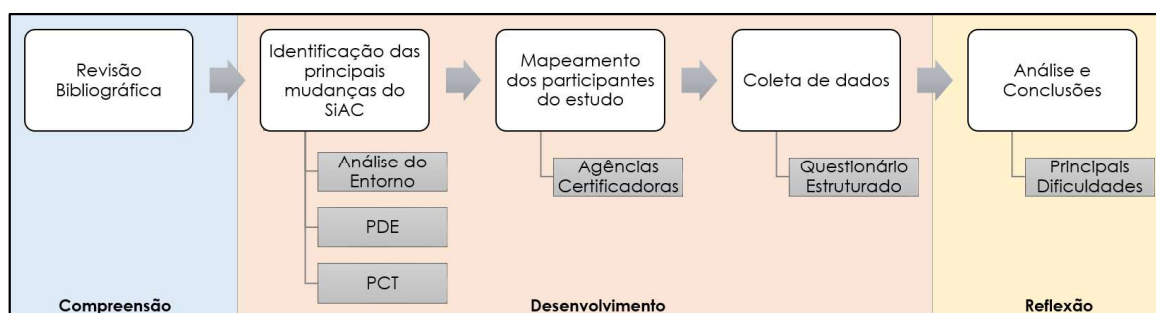 Revisão
Bibliográfica
Identificação das
principais
mudanças do
SiAC
Análise do
Entorno
PDE
PCT
Mapeamento
dos participantes
do estudo
Agências
Certificadoras
Coleta de dados
Questionário
Estruturado
Análise e
Conclusões
Principais
Dificuldades
Compreensão
Desenvolvimento
Reflexão